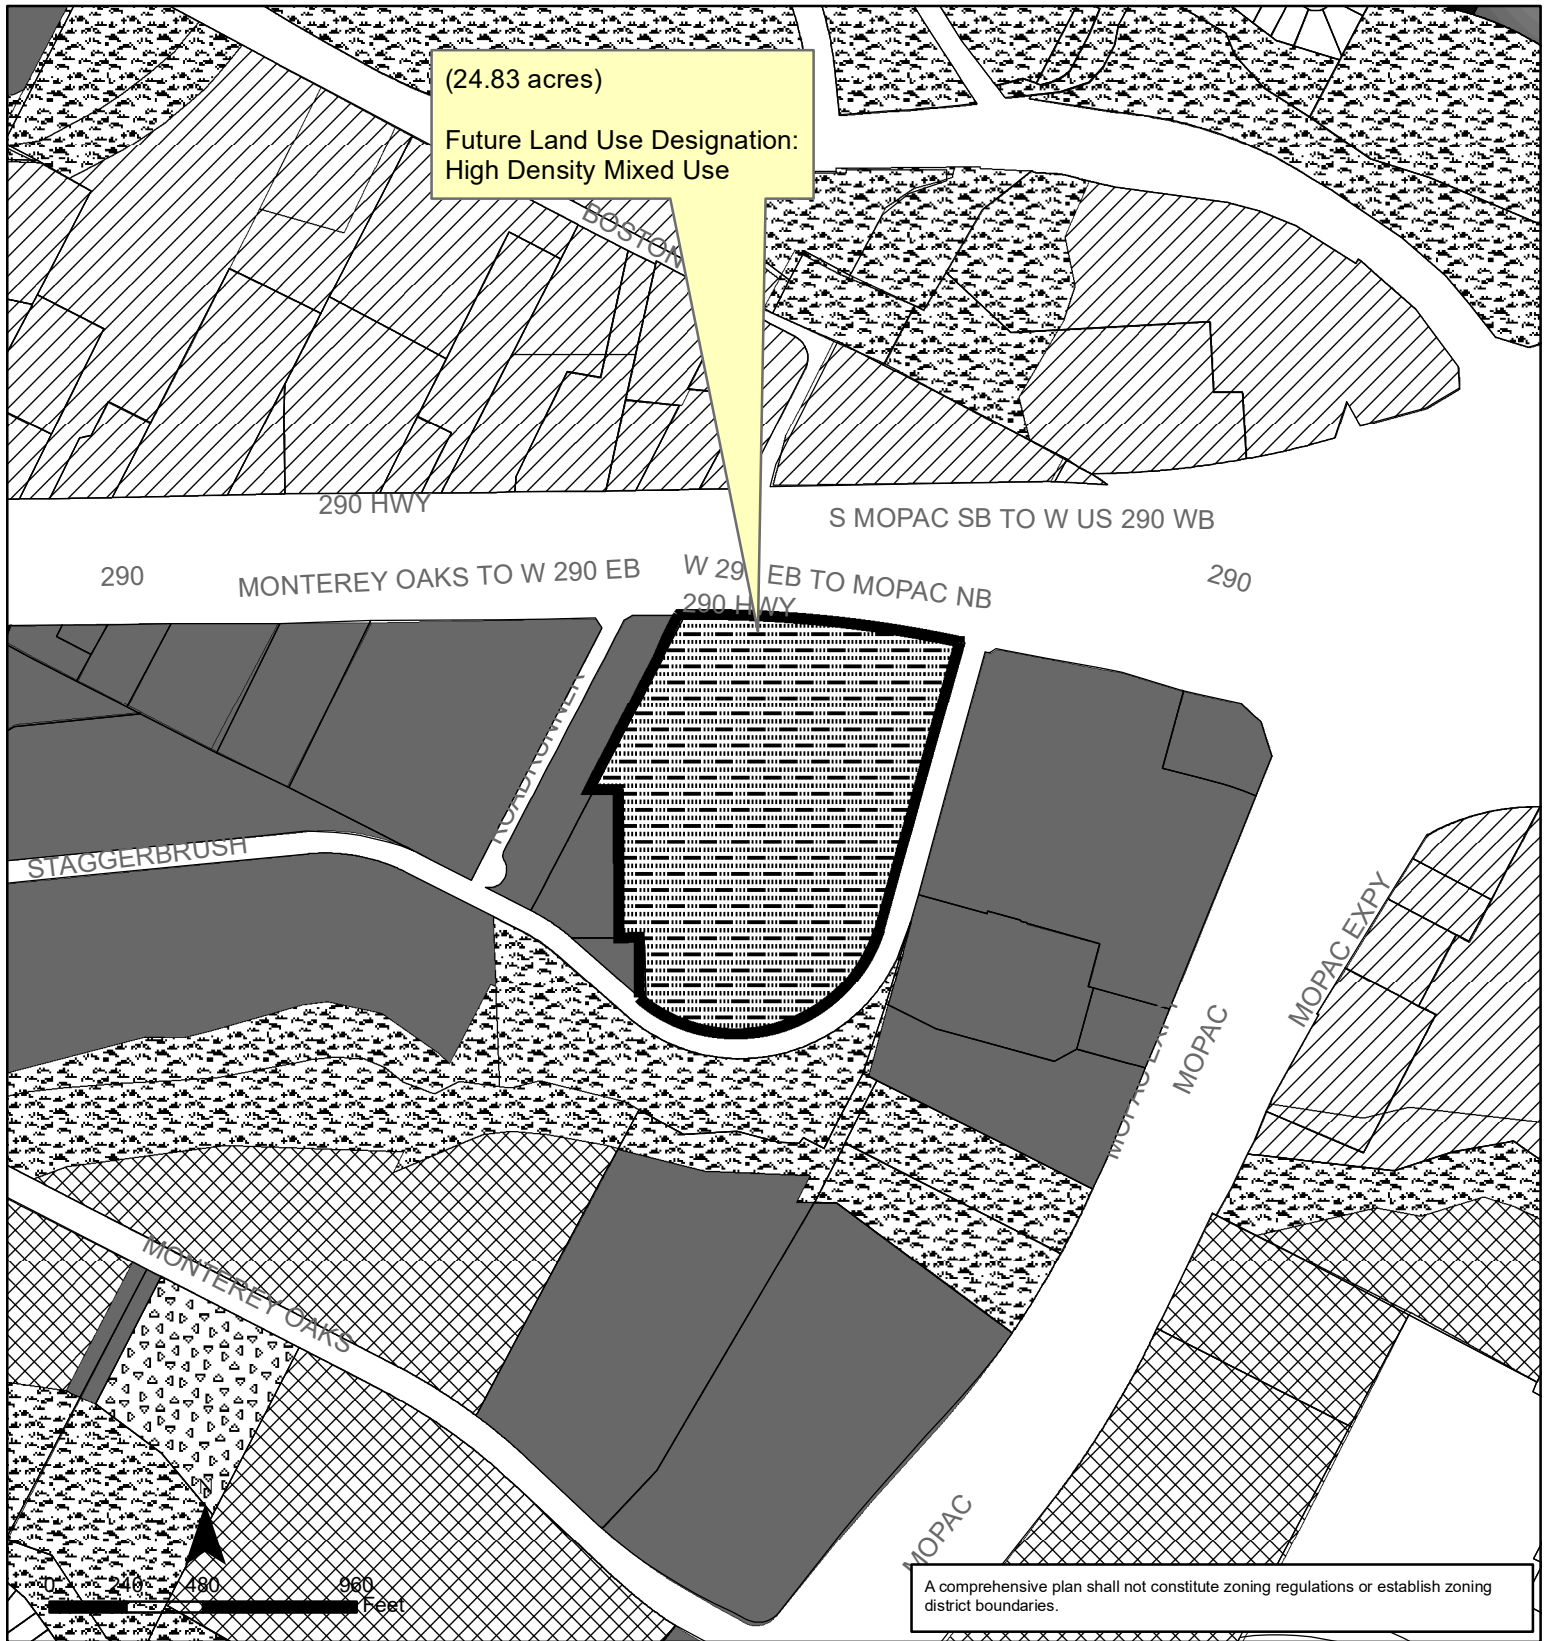 (24.83 acres)
Future Land Use Designation:
High Density Mixed Use
BOSTON
290 HWY
S MOPAC SB TO W US 290 WB
290
MONTEREY OAKS TO W 290 EB
W 290 EB TO MOPAC NB
290
290 HWY
ROADRUNNER
STAGGERBRUSH
MOPAC EXPY
MOPAC
MOPAC EXPY
MONTEREY OAKS
N
MOPAC
0 240 480 960
Feet
A comprehensive plan shall not constitute zoning regulations or establish zoning
district boundaries.